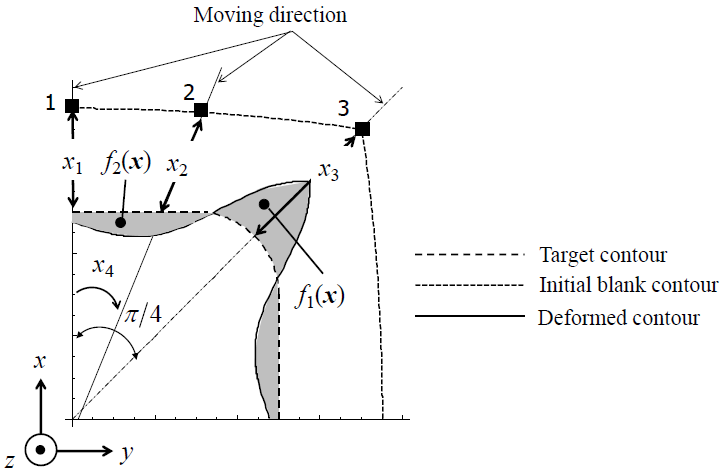 Moving direction
1
2
3
x1 f2(x) x2
x3
x4
π/4
f1(x)
Target contour
Initial blank contour
Deformed contour
x
z
y